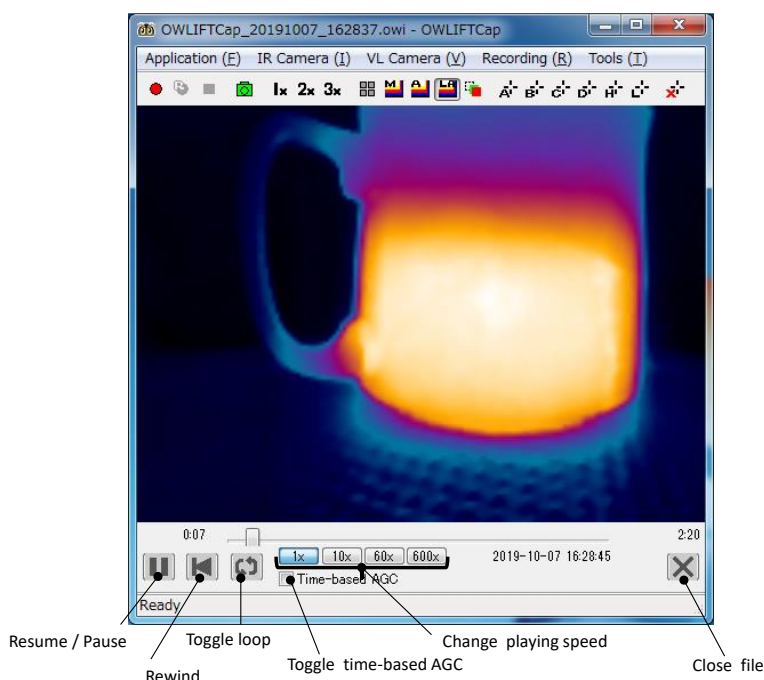 OWLIFTCap_20191007_162837.owi - OWLIFTCap
Application (F) IR Camera (I) VL Camera (V) Recording (R) Tools (T)
1x 2x 3x M A LA A B C D H L
0:07 2:20
1x 10x 60x 600x 2019-10-07 16:28:45
Time-based AGC
Ready
Resume / Pause Toggle loop Change playing speed
Rewind Toggle time-based AGC Close file